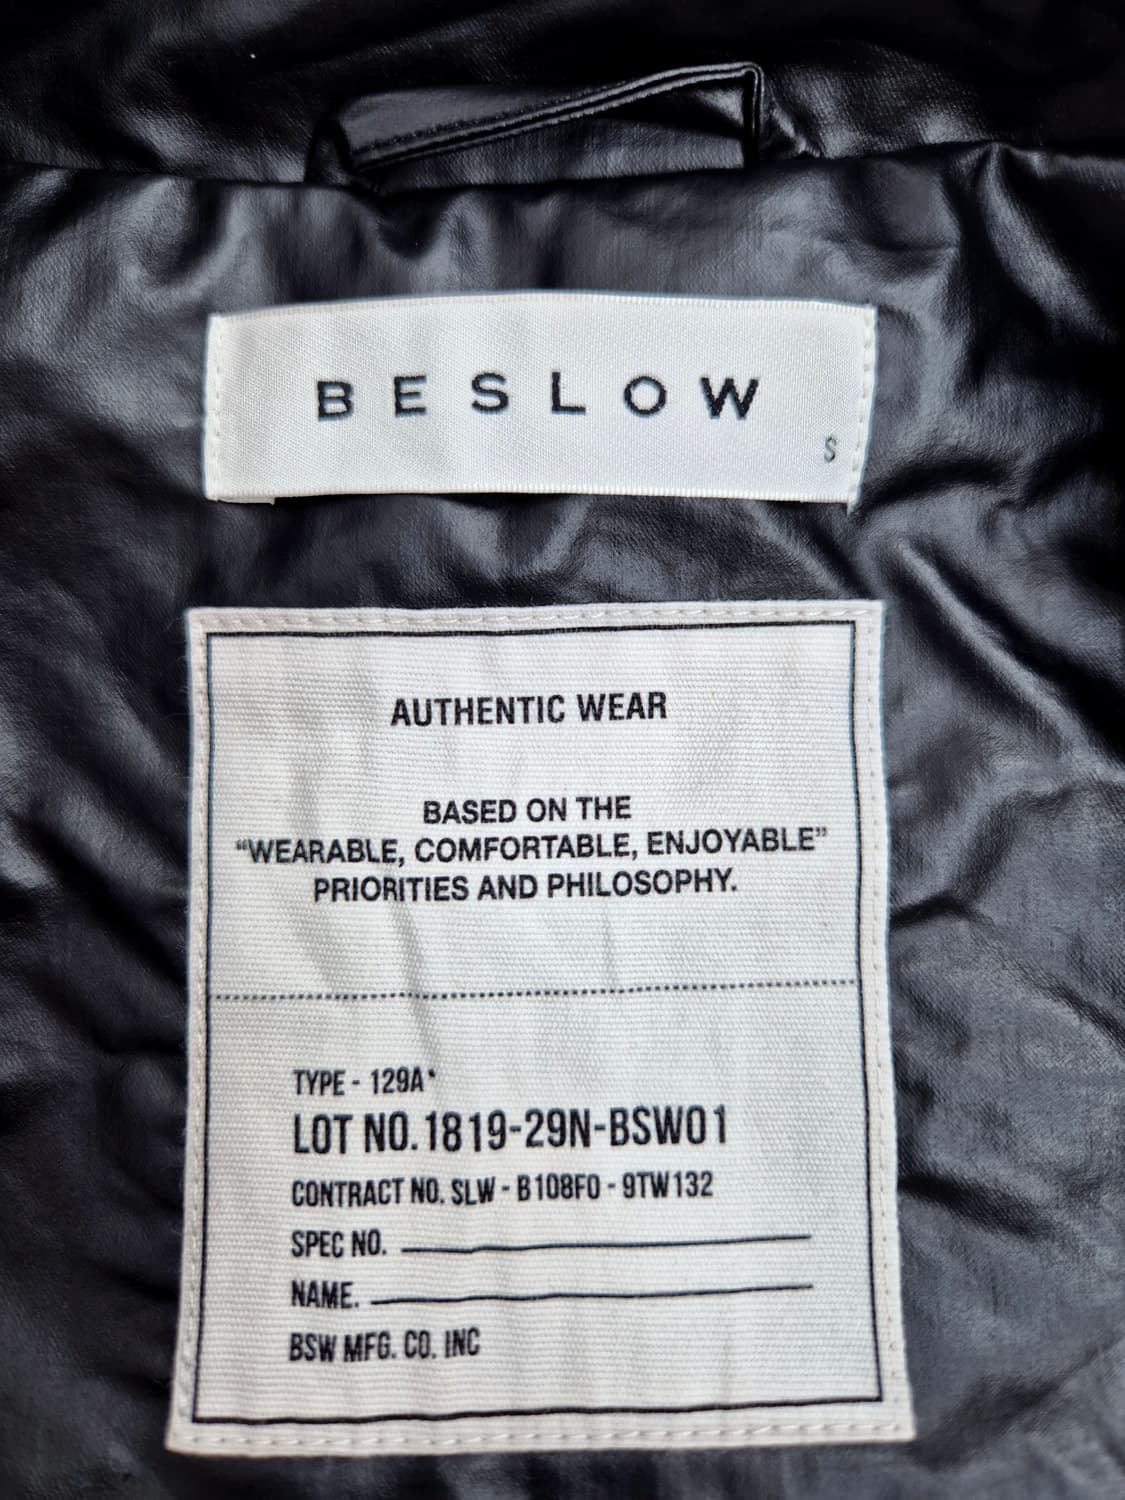 BESLOW
S
AUTHENTIC WEAR
BASED ON THE
“WEARABLE, COMFORTABLE, ENJOYABLE”
PRIORITIES AND PHILOSOPHY.
TYPE - 129A*
LOT NO.1819-29N-BSW01
CONTRACT NO. SLW - B108F0 - 9TW132
SPEC NO.
NAME.
BSW MFG. CO. INC